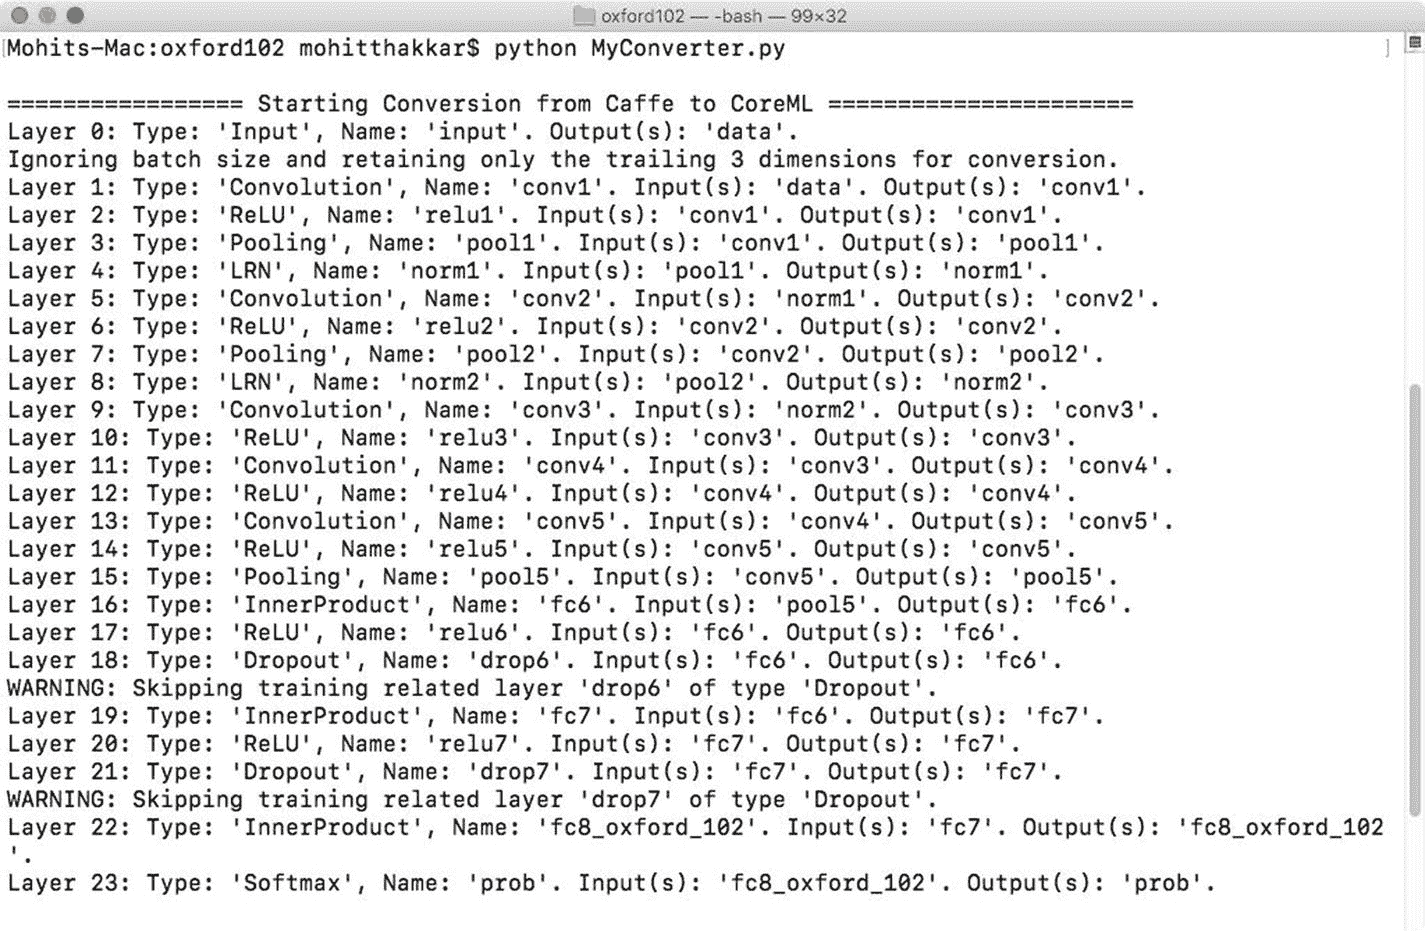 oxford102 — -bash — 99×32
[Mohits-Mac:oxford102 mohitthakkar$ python MyConverter.py ]
================= Starting Conversion from Caffe to CoreML ======================
Layer 0: Type: 'Input', Name: 'input'. Output(s): 'data'.
Ignoring batch size and retaining only the trailing 3 dimensions for conversion.
Layer 1: Type: 'Convolution', Name: 'conv1'. Input(s): 'data'. Output(s): 'conv1'.
Layer 2: Type: 'ReLU', Name: 'relu1'. Input(s): 'conv1'. Output(s): 'conv1'.
Layer 3: Type: 'Pooling', Name: 'pool1'. Input(s): 'conv1'. Output(s): 'pool1'.
Layer 4: Type: 'LRN', Name: 'norm1'. Input(s): 'pool1'. Output(s): 'norm1'.
Layer 5: Type: 'Convolution', Name: 'conv2'. Input(s): 'norm1'. Output(s): 'conv2'.
Layer 6: Type: 'ReLU', Name: 'relu2'. Input(s): 'conv2'. Output(s): 'conv2'.
Layer 7: Type: 'Pooling', Name: 'pool2'. Input(s): 'conv2'. Output(s): 'pool2'.
Layer 8: Type: 'LRN', Name: 'norm2'. Input(s): 'pool2'. Output(s): 'norm2'.
Layer 9: Type: 'Convolution', Name: 'conv3'. Input(s): 'norm2'. Output(s): 'conv3'.
Layer 10: Type: 'ReLU', Name: 'relu3'. Input(s): 'conv3'. Output(s): 'conv3'.
Layer 11: Type: 'Convolution', Name: 'conv4'. Input(s): 'conv3'. Output(s): 'conv4'.
Layer 12: Type: 'ReLU', Name: 'relu4'. Input(s): 'conv4'. Output(s): 'conv4'.
Layer 13: Type: 'Convolution', Name: 'conv5'. Input(s): 'conv4'. Output(s): 'conv5'.
Layer 14: Type: 'ReLU', Name: 'relu5'. Input(s): 'conv5'. Output(s): 'conv5'.
Layer 15: Type: 'Pooling', Name: 'pool5'. Input(s): 'conv5'. Output(s): 'pool5'.
Layer 16: Type: 'InnerProduct', Name: 'fc6'. Input(s): 'pool5'. Output(s): 'fc6'.
Layer 17: Type: 'ReLU', Name: 'relu6'. Input(s): 'fc6'. Output(s): 'fc6'.
Layer 18: Type: 'Dropout', Name: 'drop6'. Input(s): 'fc6'. Output(s): 'fc6'.
WARNING: Skipping training related layer 'drop6' of type 'Dropout'.
Layer 19: Type: 'InnerProduct', Name: 'fc7'. Input(s): 'fc6'. Output(s): 'fc7'.
Layer 20: Type: 'ReLU', Name: 'relu7'. Input(s): 'fc7'. Output(s): 'fc7'.
Layer 21: Type: 'Dropout', Name: 'drop7'. Input(s): 'fc7'. Output(s): 'fc7'.
WARNING: Skipping training related layer 'drop7' of type 'Dropout'.
Layer 22: Type: 'InnerProduct', Name: 'fc8_oxford_102'. Input(s): 'fc7'. Output(s): 'fc8_oxford_102
'.
Layer 23: Type: 'Softmax', Name: 'prob'. Input(s): 'fc8_oxford_102'. Output(s): 'prob'.